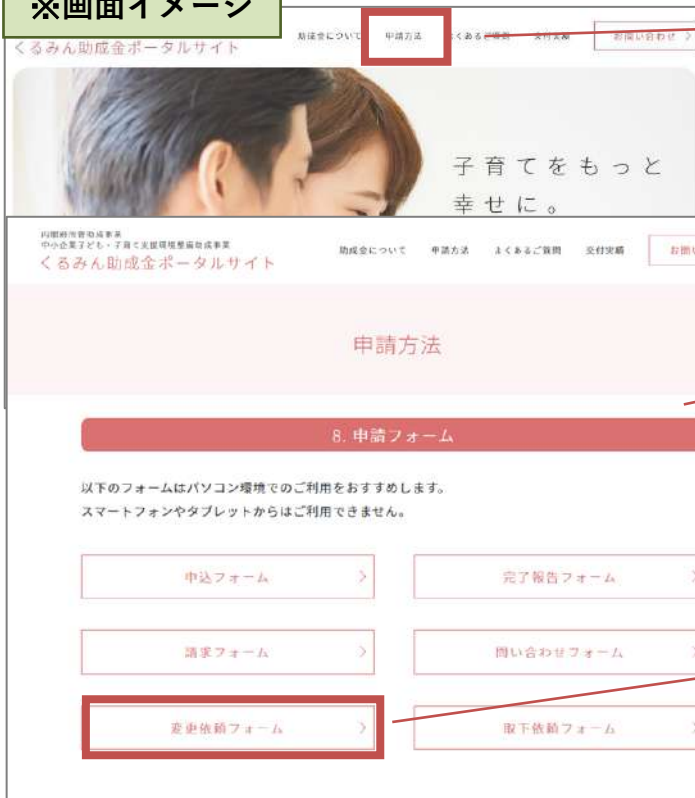 ※画面イメージ
くるみん助成金ポータルサイト
助成金について 申請方法 よくあるご質問 交付実績 お問い合わせ
子育てをもっと
幸せに。
内閣府所管助成事業
中小企業子ども・子育て支援環境整備助成事業
くるみん助成金ポータルサイト
助成金について 申請方法 よくあるご質問 交付実績 お問い
申請方法
8. 申請フォーム
以下のフォームはパソコン環境でのご利用をおすすめします。
スマートフォンやタブレットからはご利用できません。
申込フォーム 完了報告フォーム
請求フォーム 問い合わせフォーム
変更依頼フォーム 取下依頼フォーム